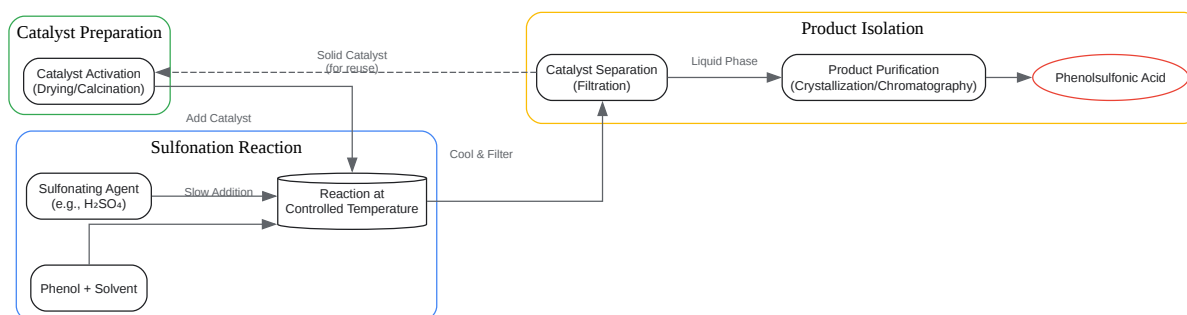 Catalyst Preparation
Catalyst Activation
(Drying/Calcination)
Solid Catalyst
(for reuse)
Product Isolation
Catalyst Separation
(Filtration)
Liquid Phase
Product Purification
(Crystallization/Chromatography)
Phenolsulfonic Acid
Add Catalyst
Sulfonation Reaction
Cool & Filter
Sulfonating Agent
(e.g., H₂SO₄)
Slow Addition
Reaction at
Controlled Temperature
Phenol + Solvent